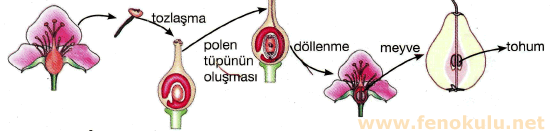 tozlaşma
polen
tüpünün
oluşması
döllenme
meyve
tohum
www.fenokulu.net